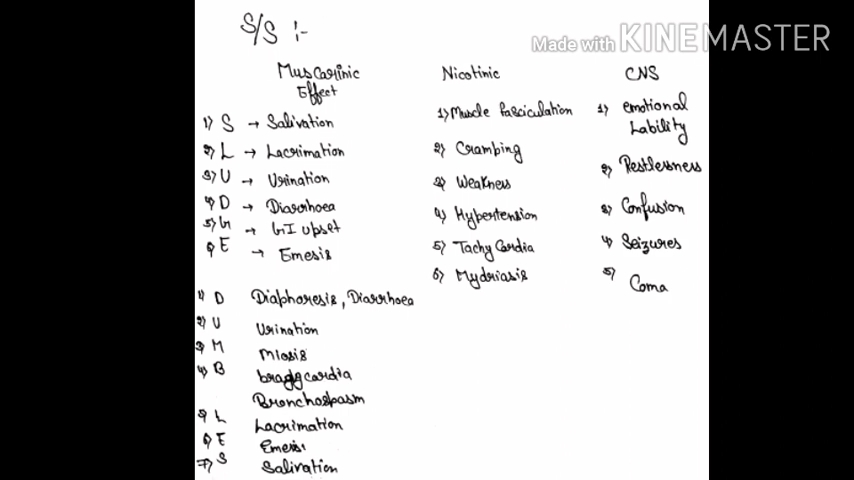 S/S :-
Made with KINEMASTER
Muscarinic Effect
1) S → Salivation
2) L → Lacrimation
3) U → Urination
4) D → Diarrhoea
5) G → GI upset
6) E → Emesis
1) D Diaphoresis, Diarrhoea
2) U Urination
3) M Miosis
4) B bradycardia
Bronchospasm
5) L Lacrimation
6) E Emesis
7) S Salivation
Nicotinic
1) Muscle fasciculation
2) Cramping
3) Weakness
4) Hypertension
5) Tachycardia
6) Mydriasis
CNS
1) emotional
Lability
2) Restlessness
3) Confusion
4) Seizures
5) Coma